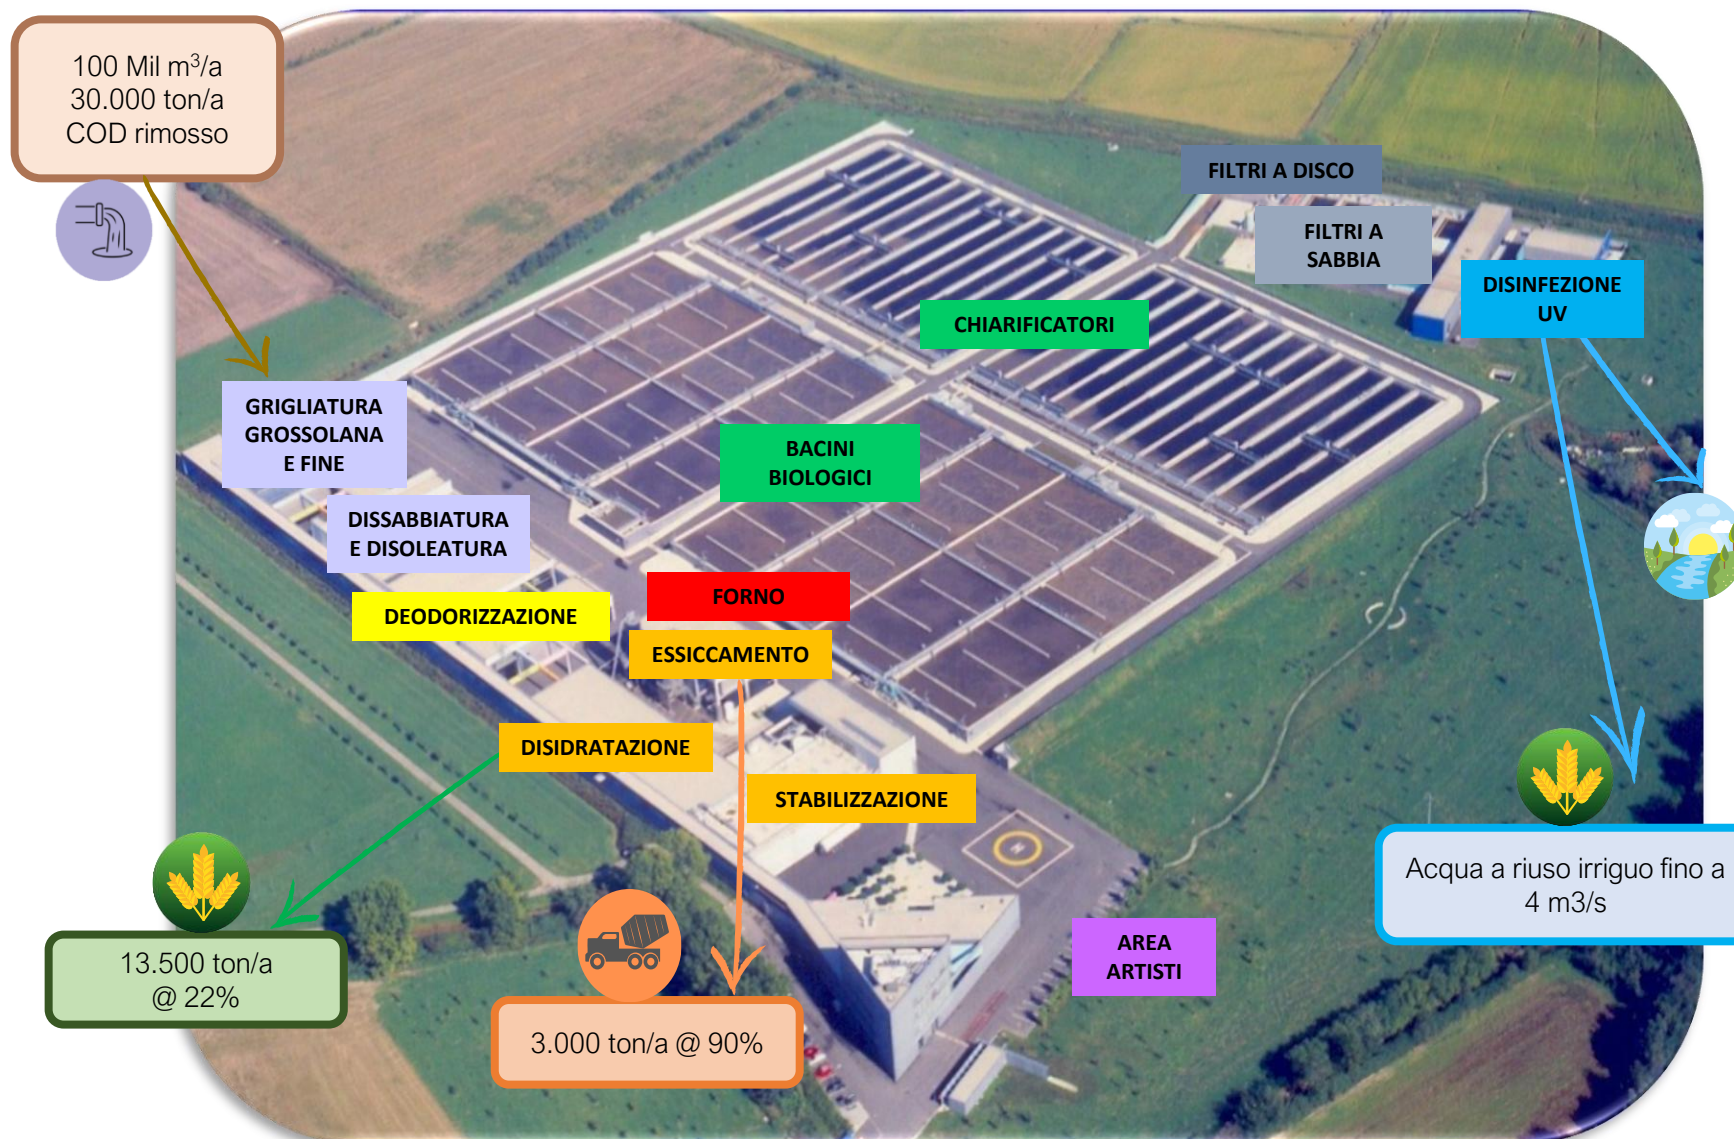 100 Mil m³/a
30.000 ton/a
COD rimosso
FILTRI A DISCO
FILTRI A
SABBIA
DISINFEZIONE
UV
CHIARIFICATORI
GRIGLIATURA
GROSSOLANA
E FINE
BACINI
BIOLOGICI
DISSABBIATURA
E DISOLEATURA
DEODORIZZAZIONE
FORNO
ESSICCAMENTO
DISIDRATAZIONE
STABILIZZAZIONE
H
Acqua a riuso irriguo fino a
4 m3/s
AREA
ARTISTI
13.500 ton/a
@ 22%
3.000 ton/a @ 90%